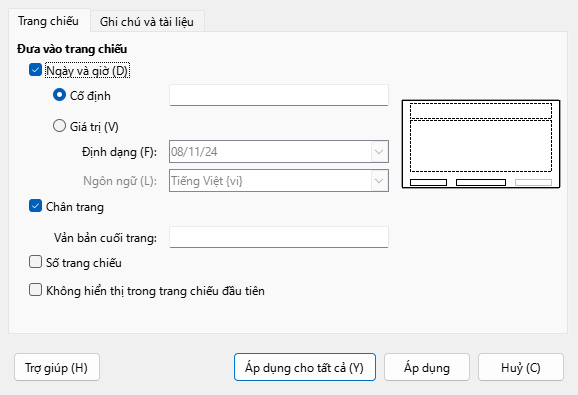 Trang chiếu
Ghi chú và tài liệu
Đưa vào trang chiếu
Ngày và giờ (D)
Cố định
Giá trị (V)
Định dạng (F):
08/11/24
Ngôn ngữ (L):
Tiếng Việt {vi}
Chân trang
Văn bản cuối trang:
Số trang chiếu
Không hiển thị trong trang chiếu đầu tiên
Trợ giúp (H)
Áp dụng cho tất cả (Y)
Áp dụng
Huỷ (C)